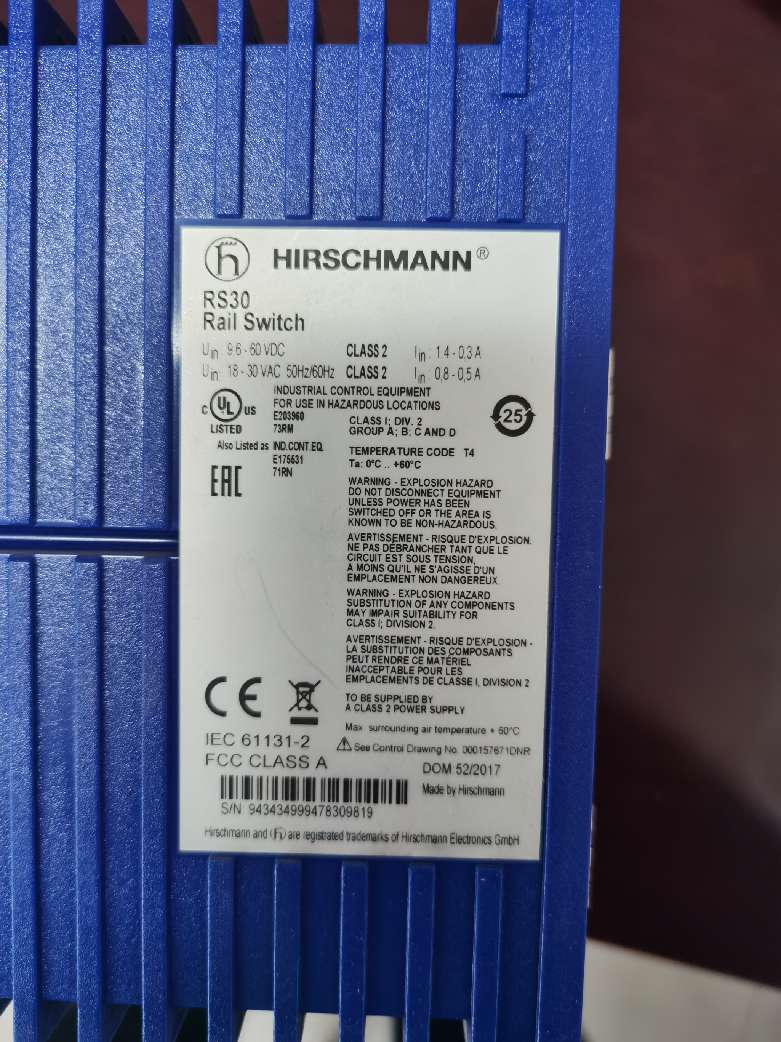 HIRSCHMANN®
RS30
Rail Switch
Uin 9.6 - 60 VDC CLASS 2 Iin : 1.4 - 0.3 A
Uin 18 - 30 VAC 50Hz/60Hz CLASS 2 Iin : 0,8 - 0,5 A
INDUSTRIAL CONTROL EQUIPMENT
FOR USE IN HAZARDOUS LOCATIONS
C UL US
LISTED
E203960
73RM
CLASS I; DIV. 2
GROUP A; B; C AND D
25
Also Listed as IND.CONT.EQ.
E175531
71RN
TEMPERATURE CODE T4
Ta: 0°C .. +60°C
EAC
WARNING - EXPLOSION HAZARD
DO NOT DISCONNECT EQUIPMENT
UNLESS POWER HAS BEEN
SWITCHED OFF OR THE AREA IS
KNOWN TO BE NON-HAZARDOUS.
AVERTISSEMENT - RISQUE D'EXPLOSION.
NE PAS DÉBRANCHER TANT QUE LE
CIRCUIT EST SOUS TENSION,
A MOINS QU'IL NE S'AGISSE D'UN
EMPLACEMENT NON DANGEREUX.
WARNING - EXPLOSION HAZARD
SUBSTITUTION OF ANY COMPONENTS
MAY IMPAIR SUITABILITY FOR
CLASS I; DIVISION 2.
AVERTISSEMENT - RISQUE D'EXPLOSION -
LA SUBSTITUTION DES COMPOSANTS
PEUT RENDRE CE MATÉRIEL
INACCEPTABLE POUR LES
EMPLACEMENTS DE CLASSE I, DIVISION 2
TO BE SUPPLIED BY
A CLASS 2 POWER SUPPLY
CE
Max. surrounding air temperature + 60°C
See Control Drawing No. 000157671DNR
IEC 61131-2
FCC CLASS A
DOM 52/2017
Made by Hirschmann
S/N 943434999478309819
Hirschmann and (h) are registrated trademarks of Hirschmann Electronics GmbH